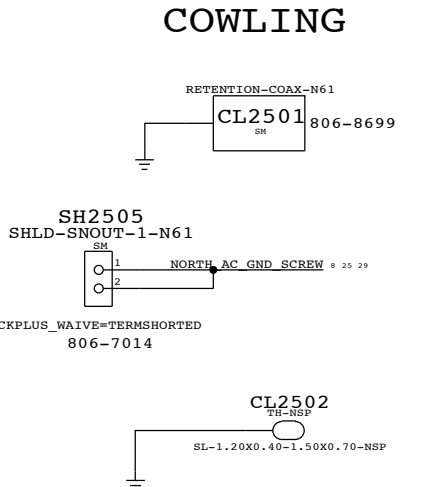 COWLING
RETENTION-COAX-N61
CL2501
SM
806-8699
SH2505
SHLD-SNOUT-1-N61
SM
1
NORTH_AC_GND_SCREW
8 25 29
2
CKPLUS_WAIVE=TERMSHORTED
806-7014
CL2502
TH-NSP
SL-1.20X0.40-1.50X0.70-NSP